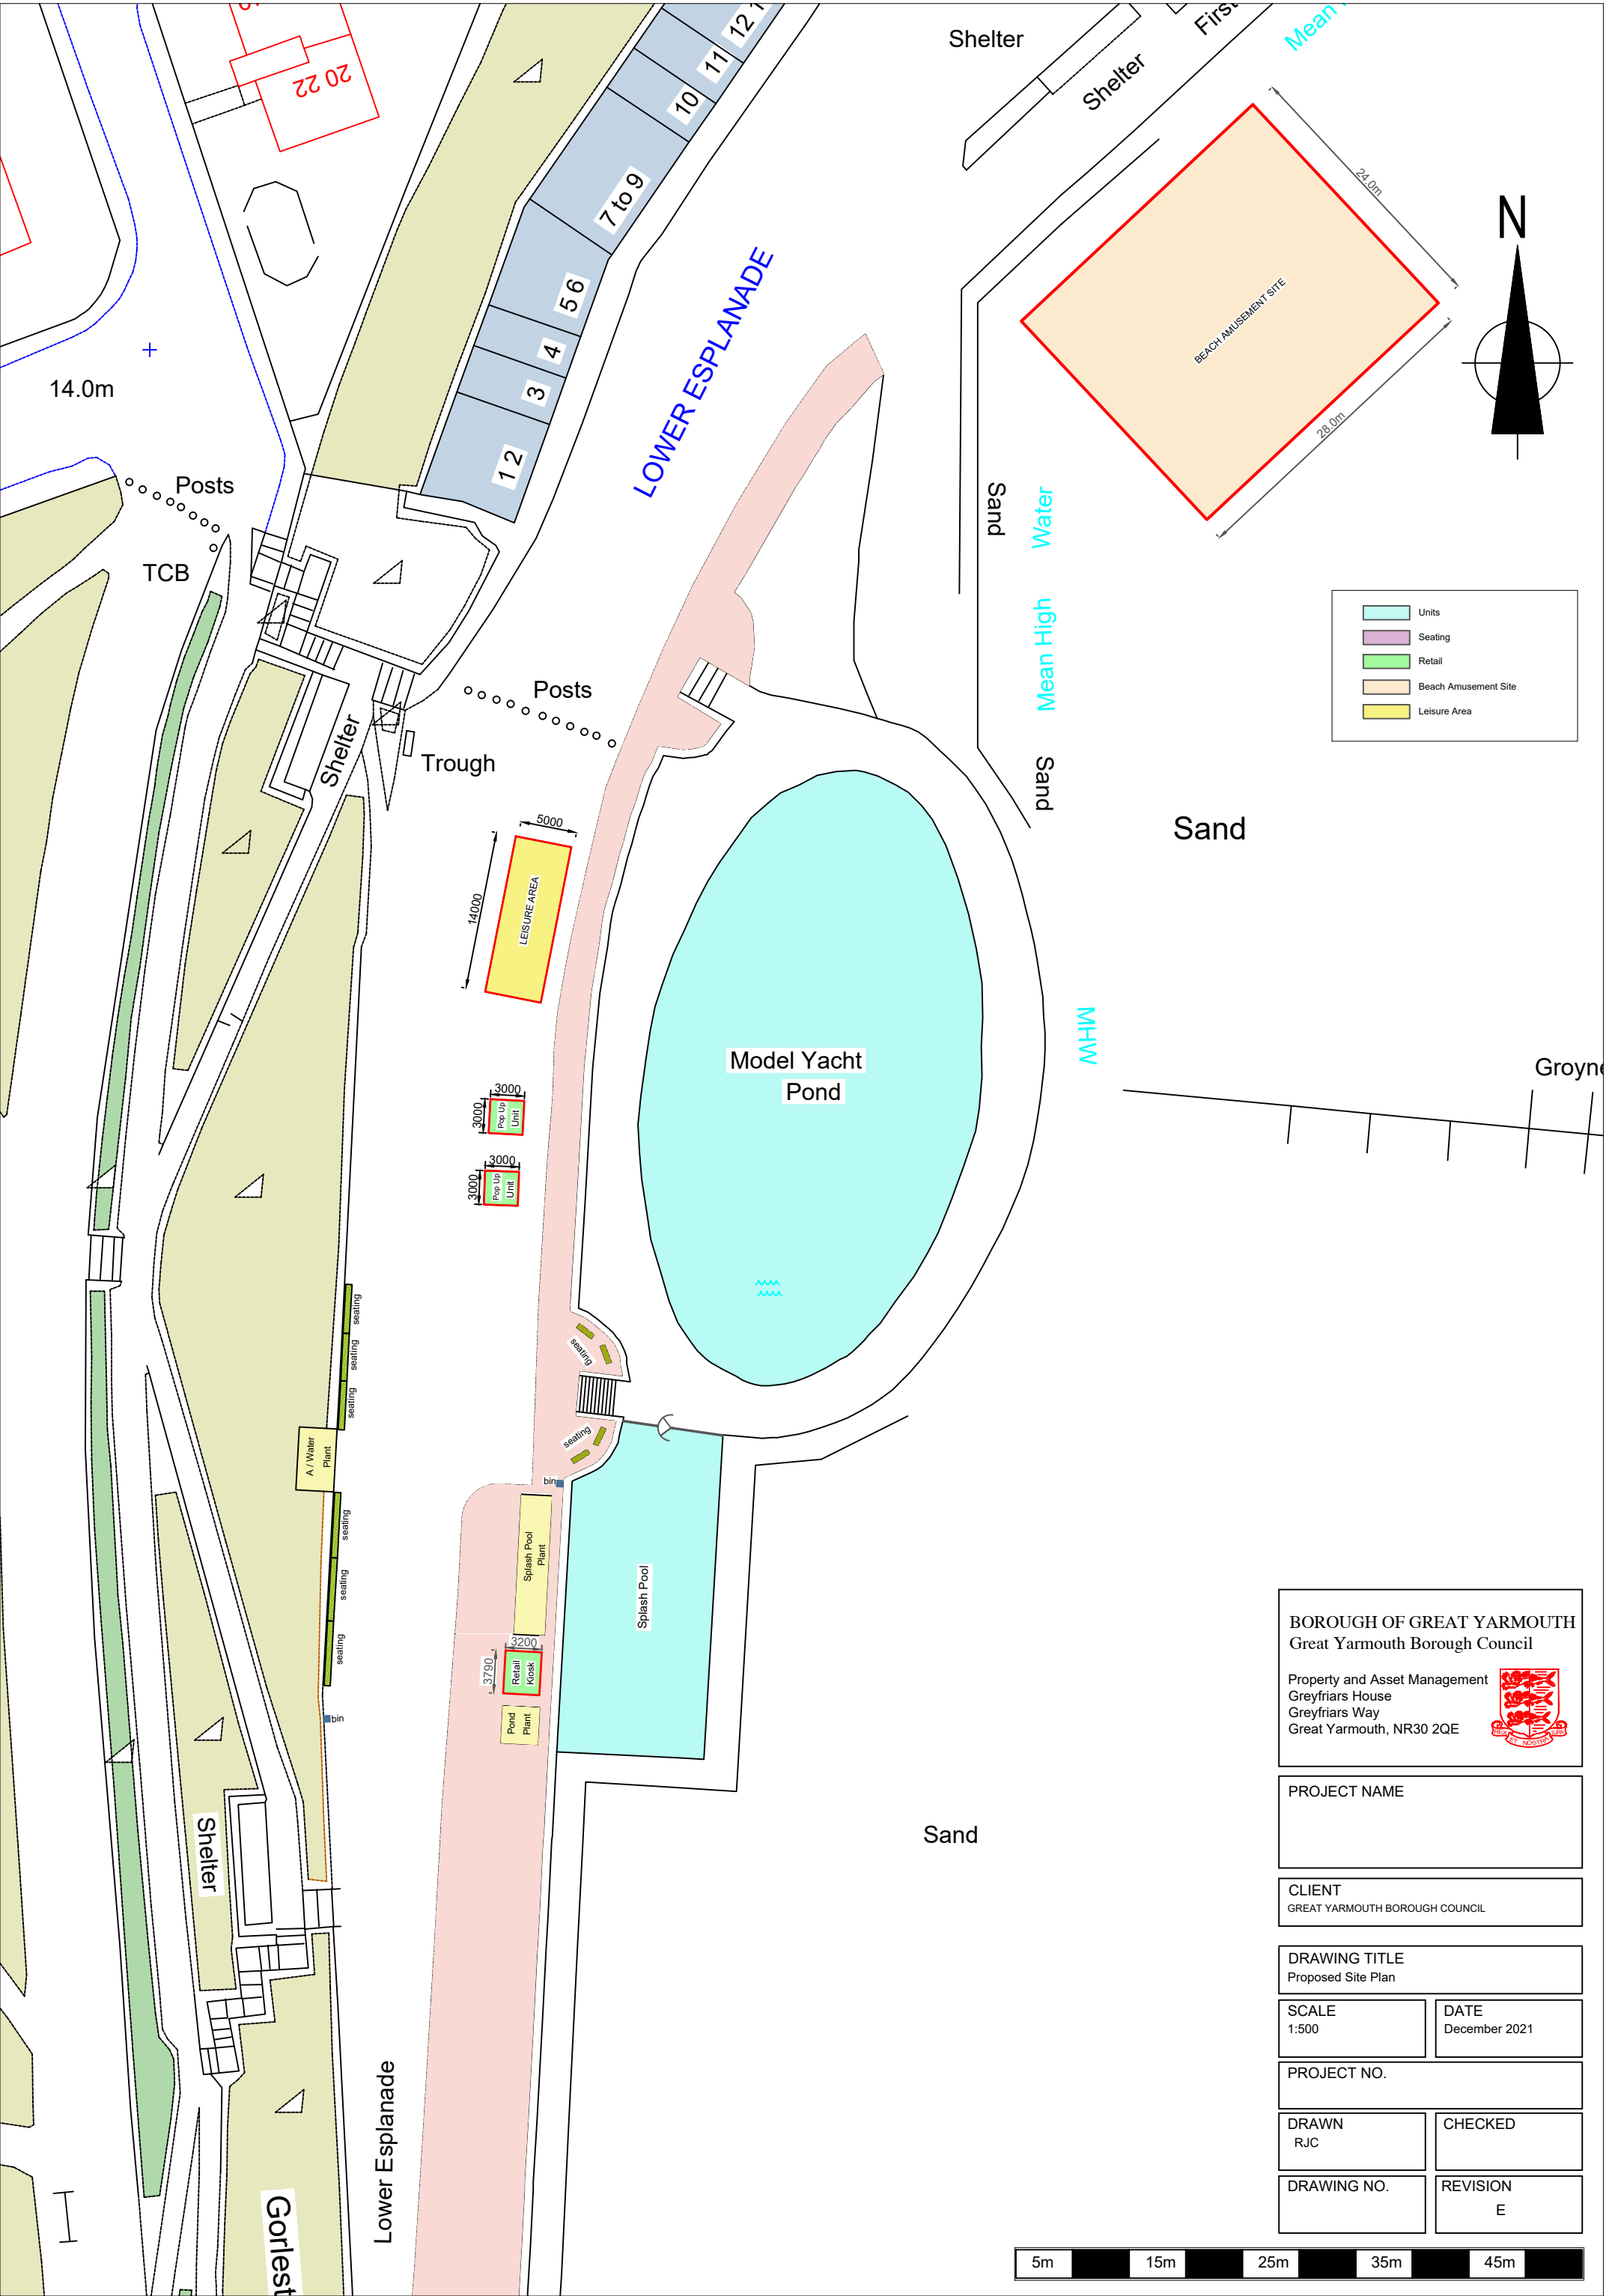 20 22
12 1
11
10
7 to 9
5 6
4
3
1 2
Shelter
Shelter
First
Mean
24.0m
N
BEACH AMUSEMENT SITE
28.0m
LOWER ESPLANADE
14.0m
Posts
TCB
Sand
Water
Mean High
Units
Seating
Retail
Beach Amusement Site
Leisure Area
Shelter
Posts
Trough
Sand
Sand
5000
14000
LEISURE AREA
MHW
Groyne
Model Yacht
Pond
3000
3000
Pop Up
Unit
3000
3000
Pop Up
Unit
seating
seating
seating
seating
A / Water
Plant
seating
bin
seating
seating
seating
Splash Pool
Plant
Splash Pool
3200
3790
Retail
Kiosk
Pond
Plant
bin
Shelter
Sand
Lower Esplanade
Gorlest
BOROUGH OF GREAT YARMOUTH
Great Yarmouth Borough Council
Property and Asset Management
Greyfriars House
Greyfriars Way
Great Yarmouth, NR30 2QE
REX ET NOSTRA JURA
PROJECT NAME
CLIENT
GREAT YARMOUTH BOROUGH COUNCIL
DRAWING TITLE
Proposed Site Plan
SCALE
1:500
DATE
December 2021
PROJECT NO.
DRAWN
RJC
CHECKED
DRAWING NO.
REVISION
E
5m 15m 25m 35m 45m